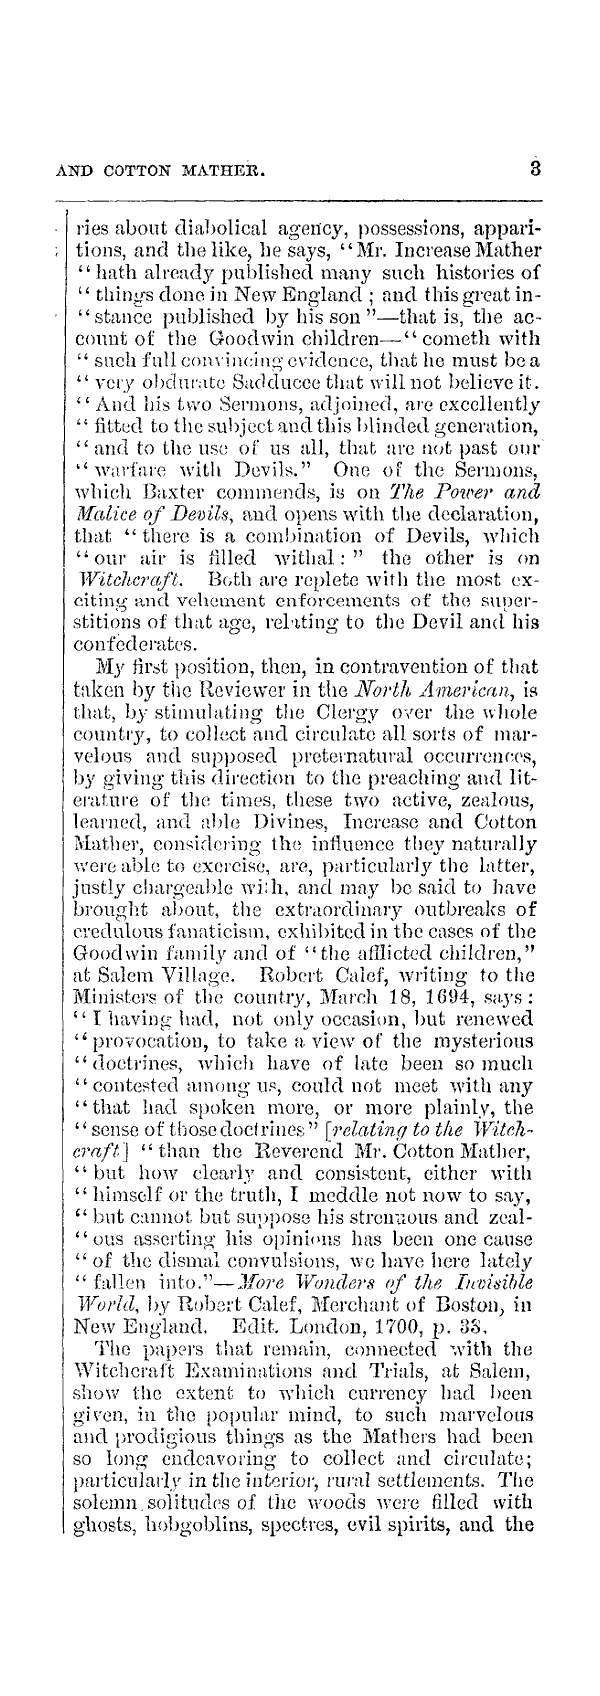 AND COTTON MATHER. 3
ries about diabolical agency, possessions, appari-
tions, and the like, he says, “Mr. Increase Mather
“hath already published many such histories of
“things done in New England ; and this great in-
“stance published by his son”—that is, the ac-
count of the Goodwin children—“cometh with
“such full convincing evidence, that he must be a
“very obdurate Sadducee that will not believe it.
“And his two Sermons, adjoined, are excellently
“fitted to the subject and this blinded generation,
“and to the use of us all, that are not past our
“warfare with Devils.” One of the Sermons,
which Baxter commends, is on The Power and
Malice of Devils, and opens with the declaration,
that “there is a combination of Devils, which
“our air is filled withal:” the other is on
Witchcraft. Both are replete with the most ex-
citing and vehement enforcements of the super-
stitions of that age, relating to the Devil and his
confederates.
My first position, then, in contravention of that
taken by the Reviewer in the North American, is
that, by stimulating the Clergy over the whole
country, to collect and circulate all sorts of mar-
velous and supposed preternatural occurrences,
by giving this direction to the preaching and lit-
erature of the times, these two active, zealous,
learned, and able Divines, Increase and Cotton
Mather, considering the influence they naturally
were able to exercise, are, particularly the latter,
justly chargeable with, and may be said to have
brought about, the extraordinary outbreaks of
credulous fanaticism, exhibited in the cases of the
Goodwin family and of “the afflicted children,”
at Salem Village. Robert Calef, writing to the
Ministers of the country, March 18, 1694, says:
“I having had, not only occasion, but renewed
“provocation, to take a view of the mysterious
“doctrines, which have of late been so much
“contested among us, could not meet with any
“that had spoken more, or more plainly, the
“sense of those doctrines” [relating to the Witch-
craft] “than the Reverend Mr. Cotton Mather,
“but how clearly and consistent, either with
“himself or the truth, I meddle not now to say,
“but cannot but suppose his strenuous and zeal-
“ous asserting his opinions has been one cause
“of the dismal convulsions, we have here lately
“fallen into.”—More Wonders of the Invisible
World, by Robert Calef, Merchant of Boston, in
New England. Edit. London, 1700, p. 33.
The papers that remain, connected with the
Witchcraft Examinations and Trials, at Salem,
show the extent to which currency had been
given, in the popular mind, to such marvelous
and prodigious things as the Mathers had been
so long endeavoring to collect and circulate;
particularly in the interior, rural settlements. The
solemn solitudes of the woods were filled with
ghosts, hobgoblins, spectres, evil spirits, and the